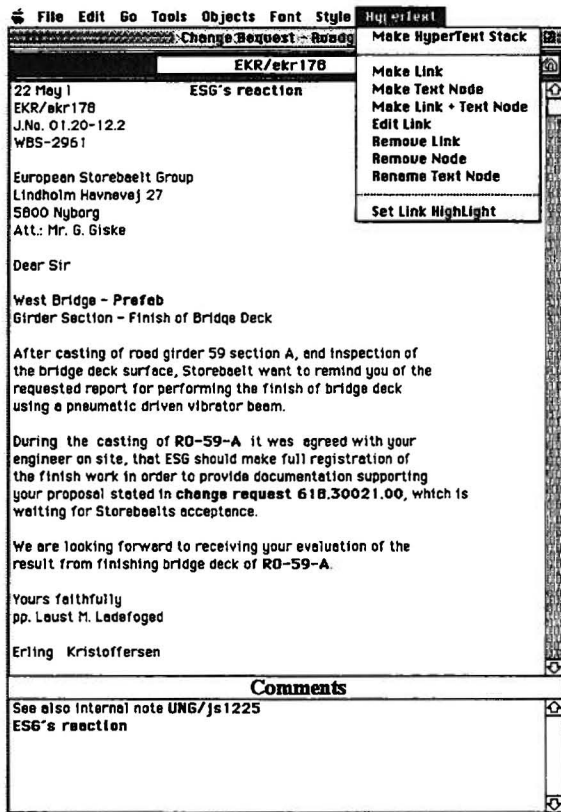 File Edit Go Tools Objects Font Style HyperText
Change Request - Roadg
Make HyperText Stack
Make Link
Make Text Node
Make Link + Text Node
Edit Link
Remove Link
Remove Node
Rename Text Node
Set Link HighLight
EKR/ekr178
22 May 1 ESG's reaction
EKR/ekr178
J.No. 01.20-12.2
WBS-2961
European Storebaelt Group
Lindholm Havnevej 27
5800 Nyborg
Att.: Mr. G. Giske
Dear Sir
West Bridge - Prefab
Girder Section - Finish of Bridge Deck
After casting of road girder 59 section A, and inspection of
the bridge deck surface, Storebaelt want to remind you of the
requested report for performing the finish of bridge deck
using a pneumatic driven vibrator beam.
During the casting of RO-59-A it was agreed with your
engineer on site, that ESG should make full registration of
the finish work in order to provide documentation supporting
your proposal stated in change request 618.30021.00, which is
waiting for Storebaelts acceptance.
We are looking forward to receiving your evaluation of the
result from finishing bridge deck of RO-59-A.
Yours faithfully
pp. Laust M. Ladefoged
Erling Kristoffersen
Comments
See also internal note UNG/js1225
ESG's reaction